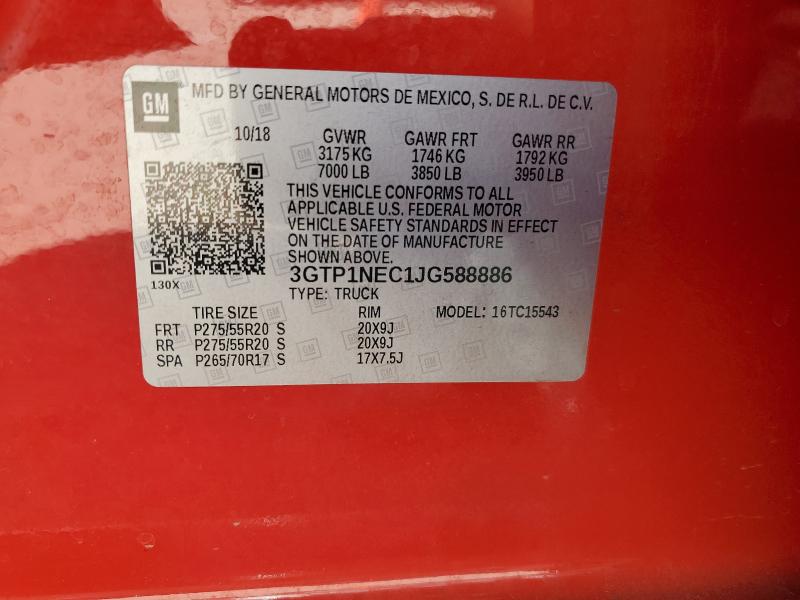 GM MFD BY GENERAL MOTORS DE MEXICO, S. DE R.L. DE C.V.
10/18 GVWR GAWR FRT GAWR RR
3175 KG 1746 KG 1792 KG
7000 LB 3850 LB 3950 LB
THIS VEHICLE CONFORMS TO ALL
APPLICABLE U.S. FEDERAL MOTOR
VEHICLE SAFETY STANDARDS IN EFFECT
ON THE DATE OF MANUFACTURE
SHOWN ABOVE.
3GTP1NEC1JG588886
130X
TYPE: TRUCK
TIRE SIZE RIM MODEL: 16TC15543
FRT P275/55R20 S 20X9J
RR P275/55R20 S 20X9J
SPA P265/70R17 S 17X7.5J